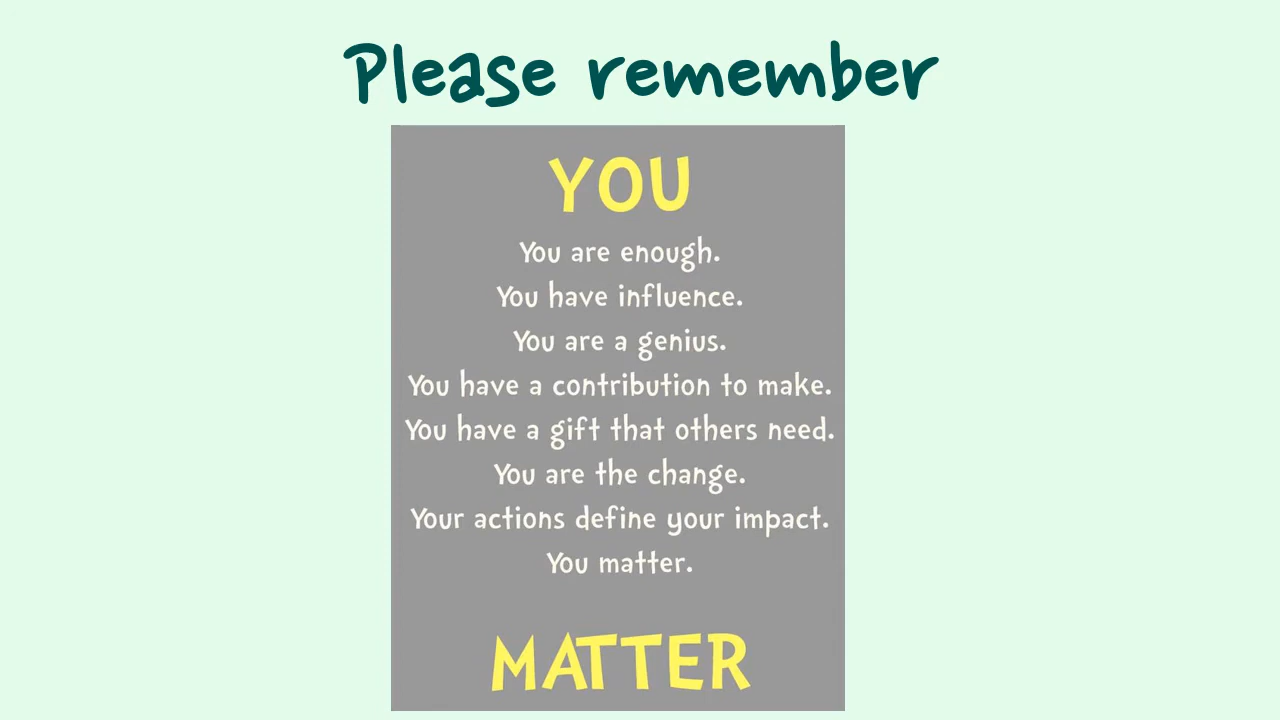 Please remember
YOU
You are enough.
You have influence.
You are a genius.
You have a contribution to make.
You have a gift that others need.
You are the change.
Your actions define your impact.
You matter.
MATTER